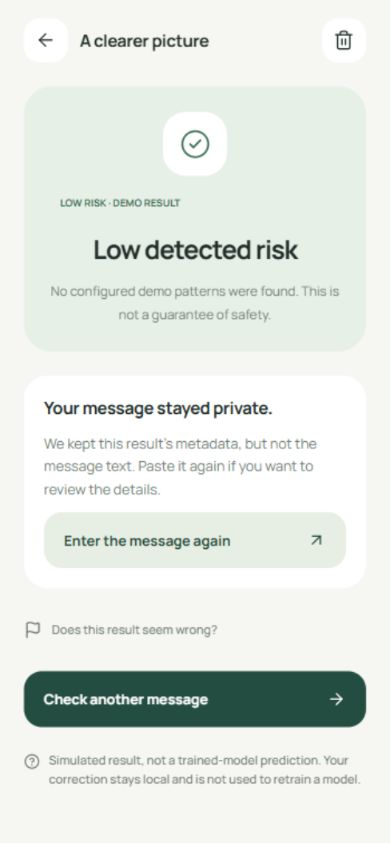 A clearer picture
LOW RISK · DEMO RESULT
Low detected risk
No configured demo patterns were found. This is
not a guarantee of safety.
Your message stayed private.
We kept this result's metadata, but not the
message text. Paste it again if you want to
review the details.
Enter the message again
Does this result seem wrong?
Check another message
Simulated result, not a trained-model prediction. Your
correction stays local and is not used to retrain a model.